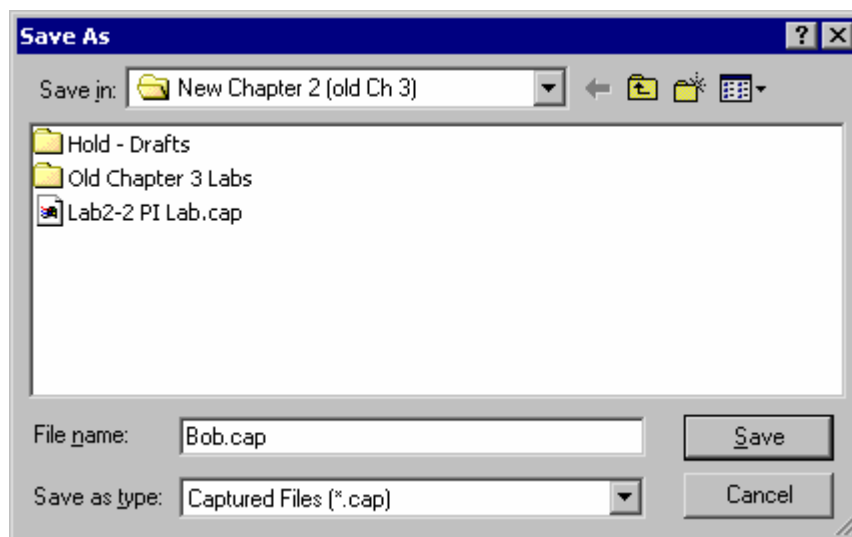 Save As
Save in: New Chapter 2 (old Ch 3)
Hold - Drafts
Old Chapter 3 Labs
Lab2-2 PI Lab.cap
File name: Bob.cap Save
Save as type: Captured Files (*.cap) Cancel